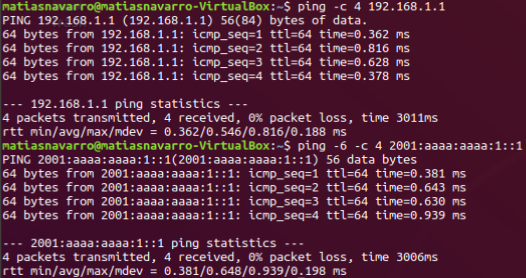 matiasnavarro@matiasnavarro-VirtualBox:~$ ping -c 4 192.168.1.1
PING 192.168.1.1 (192.168.1.1) 56(84) bytes of data.
64 bytes from 192.168.1.1: icmp_seq=1 ttl=64 time=0.362 ms
64 bytes from 192.168.1.1: icmp_seq=2 ttl=64 time=0.816 ms
64 bytes from 192.168.1.1: icmp_seq=3 ttl=64 time=0.628 ms
64 bytes from 192.168.1.1: icmp_seq=4 ttl=64 time=0.378 ms

--- 192.168.1.1 ping statistics ---
4 packets transmitted, 4 received, 0% packet loss, time 3011ms
rtt min/avg/max/mdev = 0.362/0.546/0.816/0.188 ms
matiasnavarro@matiasnavarro-VirtualBox:~$ ping -6 -c 4 2001:aaaa:aaaa:1::1
PING 2001:aaaa:aaaa:1::1(2001:aaaa:aaaa:1::1) 56 data bytes
64 bytes from 2001:aaaa:aaaa:1::1: icmp_seq=1 ttl=64 time=0.381 ms
64 bytes from 2001:aaaa:aaaa:1::1: icmp_seq=2 ttl=64 time=0.643 ms
64 bytes from 2001:aaaa:aaaa:1::1: icmp_seq=3 ttl=64 time=0.630 ms
64 bytes from 2001:aaaa:aaaa:1::1: icmp_seq=4 ttl=64 time=0.939 ms

--- 2001:aaaa:aaaa:1::1 ping statistics ---
4 packets transmitted, 4 received, 0% packet loss, time 3006ms
rtt min/avg/max/mdev = 0.381/0.648/0.939/0.198 ms